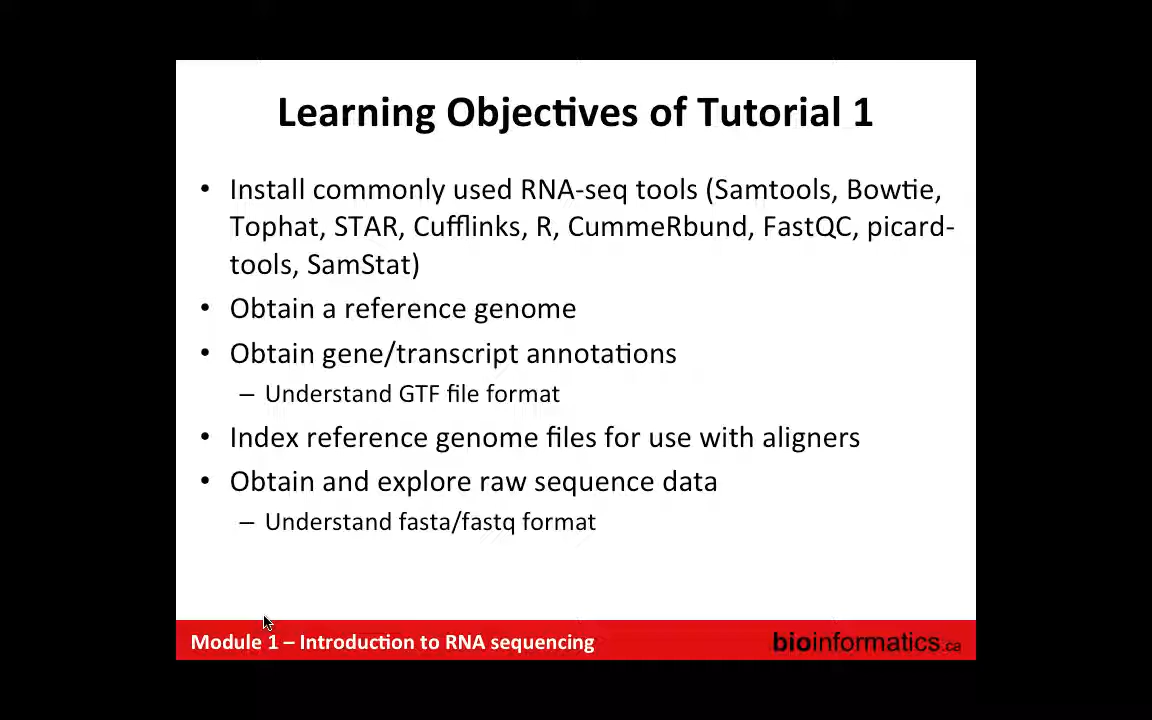 Learning Objectives of Tutorial 1
• Install commonly used RNA-seq tools (Samtools, Bowtie,
Tophat, STAR, Cufflinks, R, CummeRbund, FastQC, picard-
tools, SamStat)
• Obtain a reference genome
• Obtain gene/transcript annotations
– Understand GTF file format
• Index reference genome files for use with aligners
• Obtain and explore raw sequence data
– Understand fasta/fastq format
Module 1 – Introduction to RNA sequencing
bioinformatics.ca